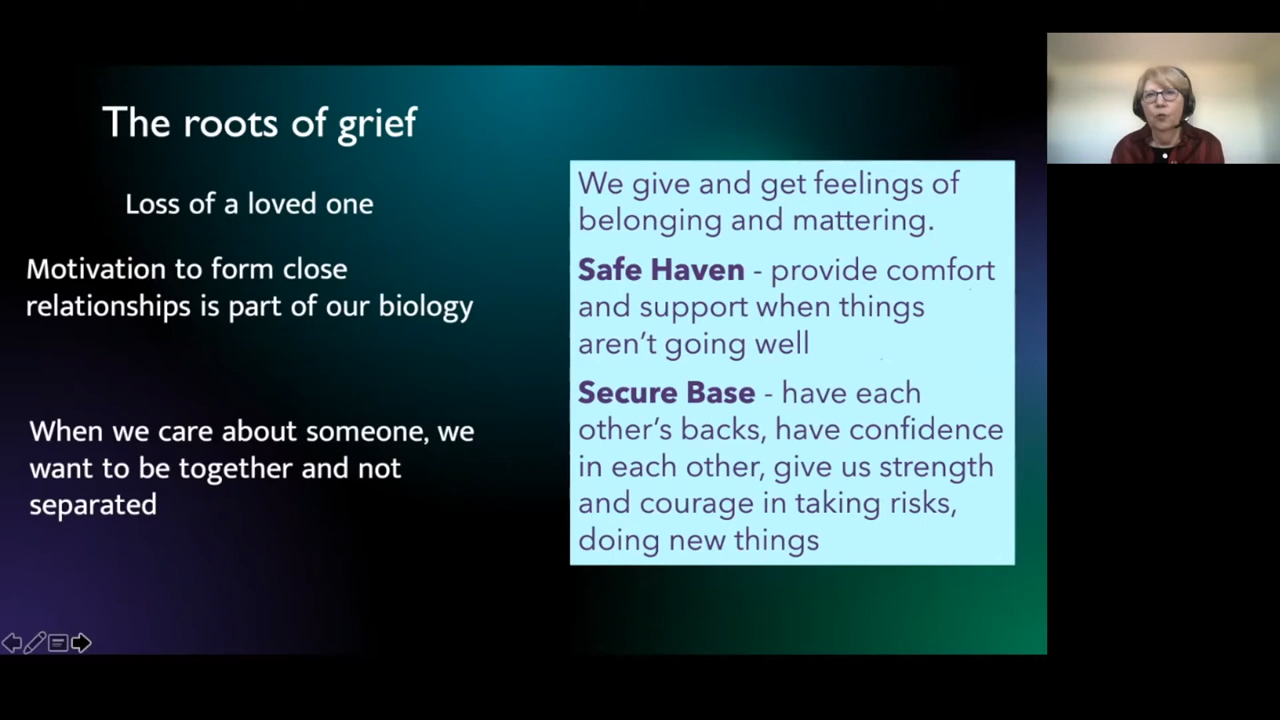 The roots of grief
Loss of a loved one
Motivation to form close
relationships is part of our biology
When we care about someone, we
want to be together and not
separated
We give and get feelings of
belonging and mattering.
Safe Haven - provide comfort
and support when things
aren’t going well
Secure Base - have each
other’s backs, have confidence
in each other, give us strength
and courage in taking risks,
doing new things